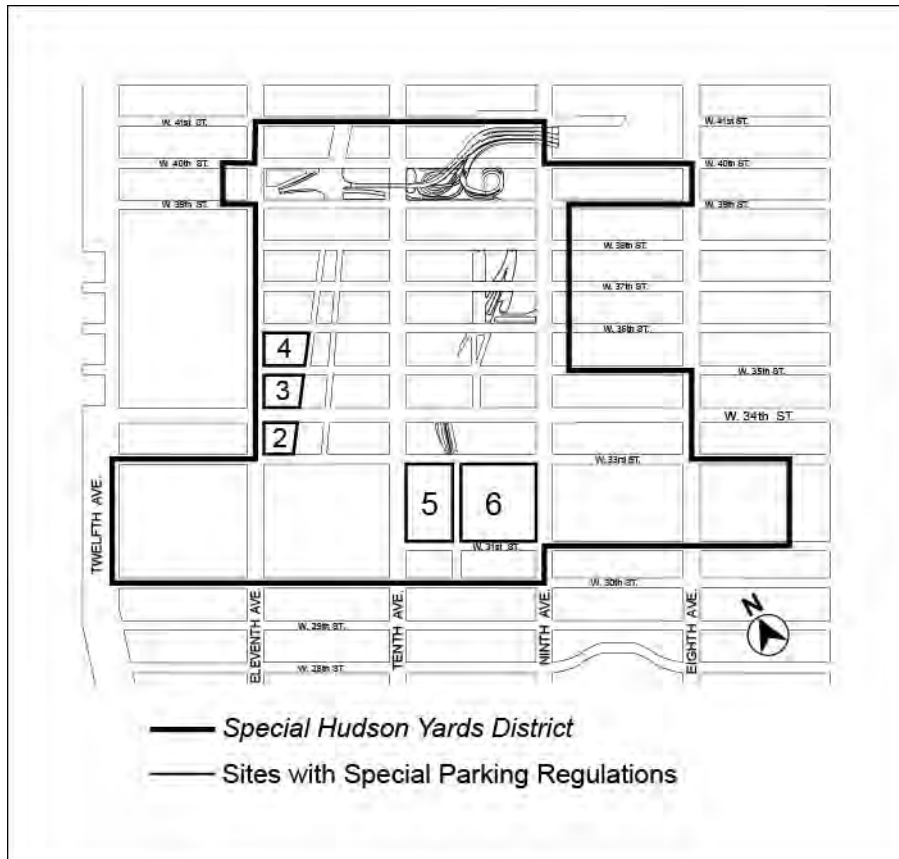 W. 41st ST.
W. 41st ST.
W. 40th ST.
W. 40th ST.
W. 39th ST.
W. 39th ST.
W. 38th ST.
W. 37th ST.
W. 36th ST.
4
W. 35th ST.
3
W. 34th ST.
2
W. 33rd ST.
5
6
TWELFTH AVE.
W. 31st ST.
W. 30th ST.
ELEVENTH AVE.
TENTH AVE.
NINTH AVE.
EIGHTH AVE.
N
W. 29th ST.
W. 28th ST.
Special Hudson Yards District
Sites with Special Parking Regulations